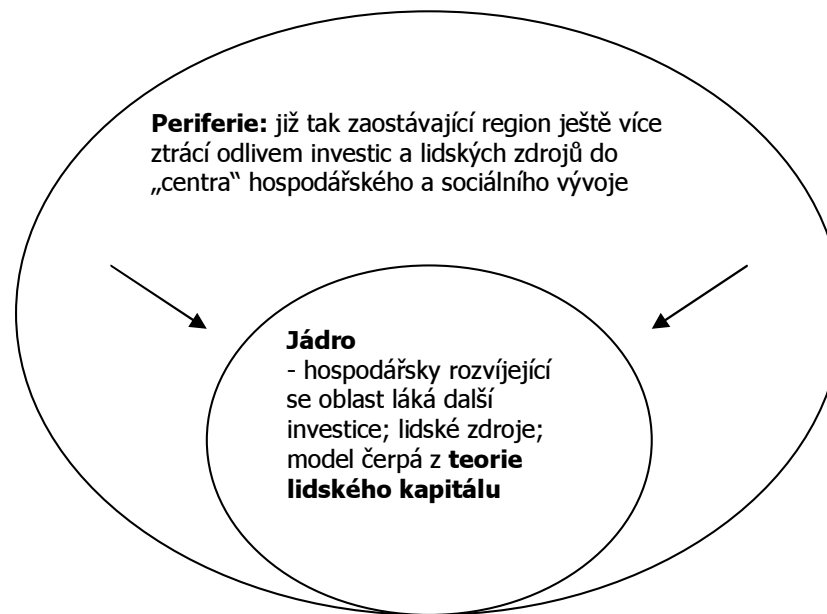 Periferie: již tak zaostávající region ještě více
ztrácí odlivem investic a lidských zdrojů do
„centra“ hospodářského a sociálního vývoje
Jádro
- hospodářsky rozvíjející
se oblast láká další
investice; lidské zdroje;
model čerpá z teorie
lidského kapitálu